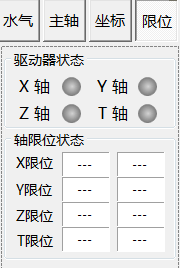 水气 主轴 坐标 限位
驱动器状态
X 轴 Y 轴
Z 轴 T 轴
轴限位状态
X限位 --- ---
Y限位 --- ---
Z限位 --- ---
T限位 --- ---